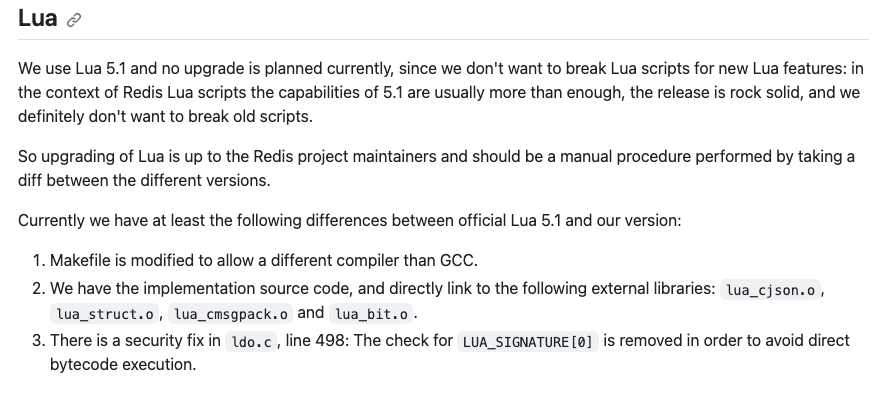 Lua
We use Lua 5.1 and no upgrade is planned currently, since we don't want to break Lua scripts for new Lua features: in
the context of Redis Lua scripts the capabilities of 5.1 are usually more than enough, the release is rock solid, and we
definitely don't want to break old scripts.
So upgrading of Lua is up to the Redis project maintainers and should be a manual procedure performed by taking a
diff between the different versions.
Currently we have at least the following differences between official Lua 5.1 and our version:
1. Makefile is modified to allow a different compiler than GCC.
2. We have the implementation source code, and directly link to the following external libraries: lua_cjson.o ,
lua_struct.o , lua_cmsgpack.o and lua_bit.o .
3. There is a security fix in ldo.c , line 498: The check for LUA_SIGNATURE[0] is removed in order to avoid direct
bytecode execution.